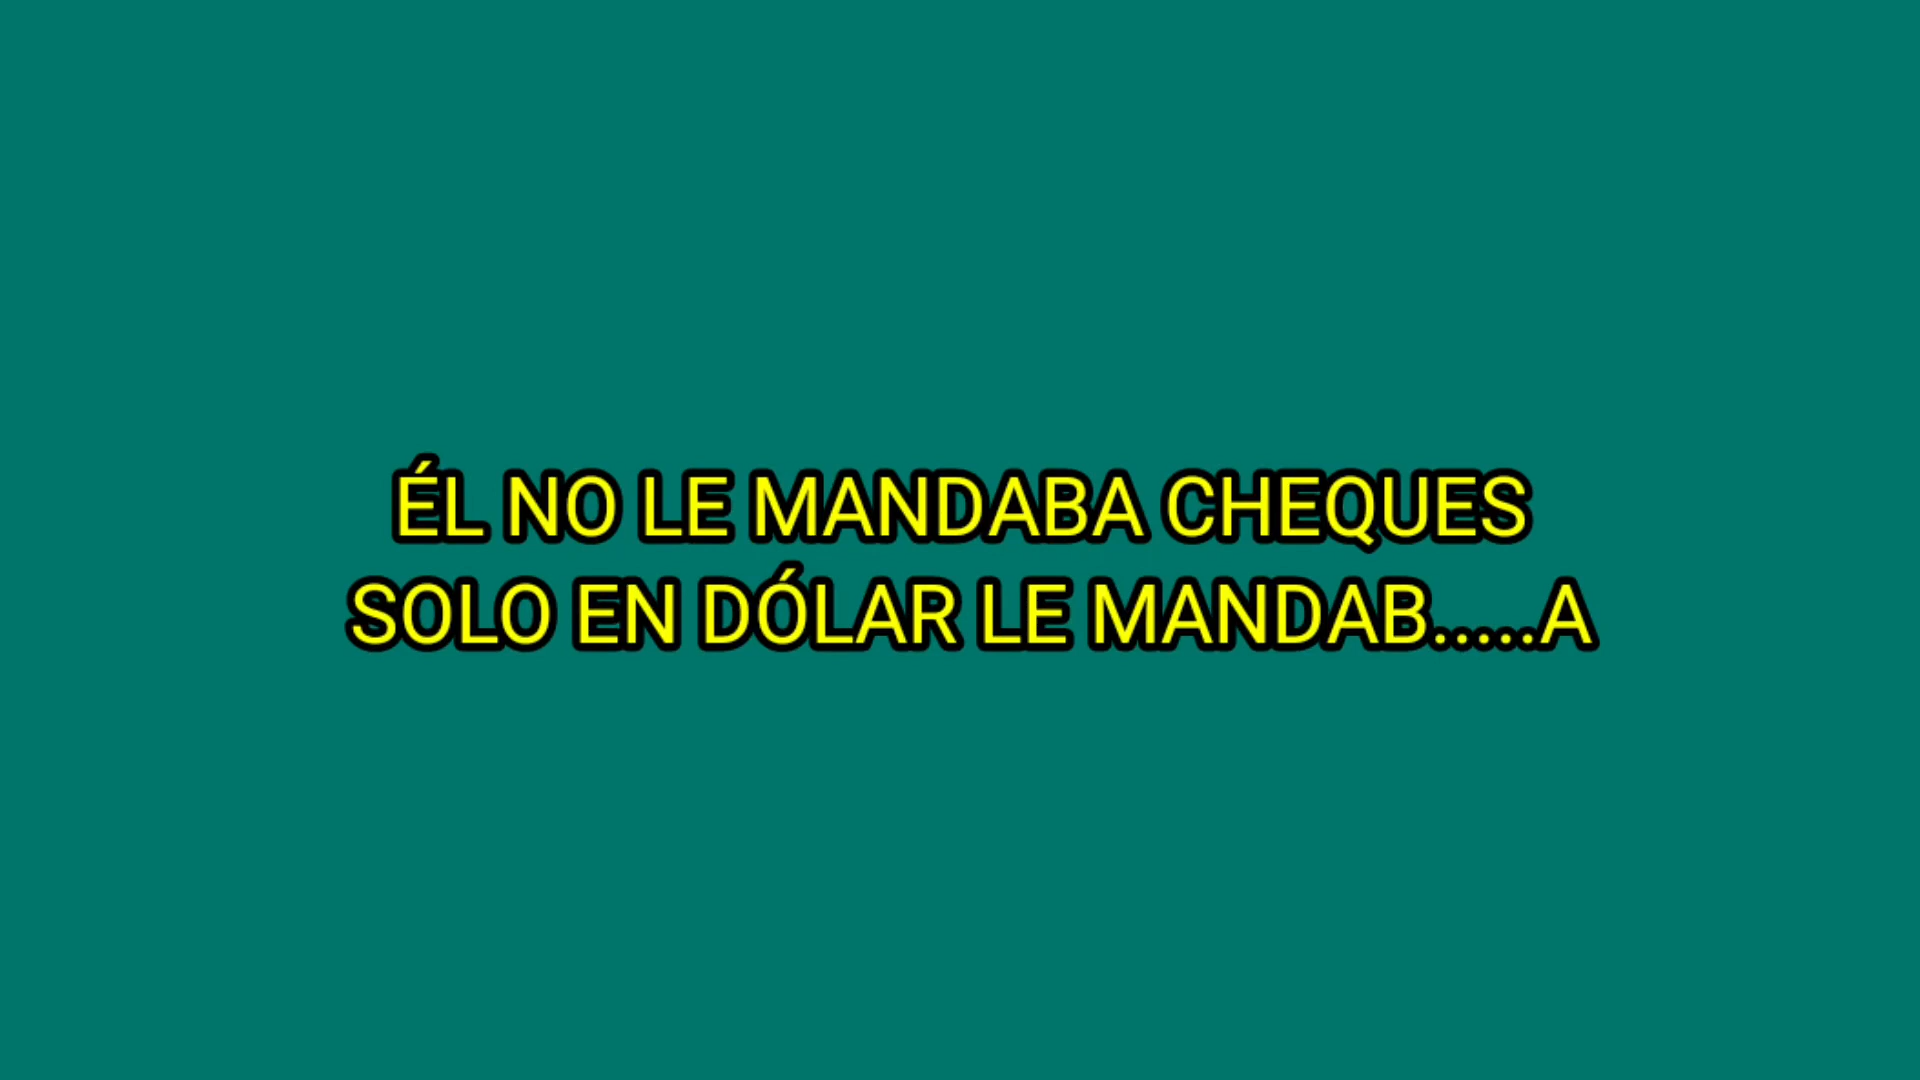 ÉL NO LE MANDABA CHEQUES
SOLO EN DÓLAR LE MANDAB.....A